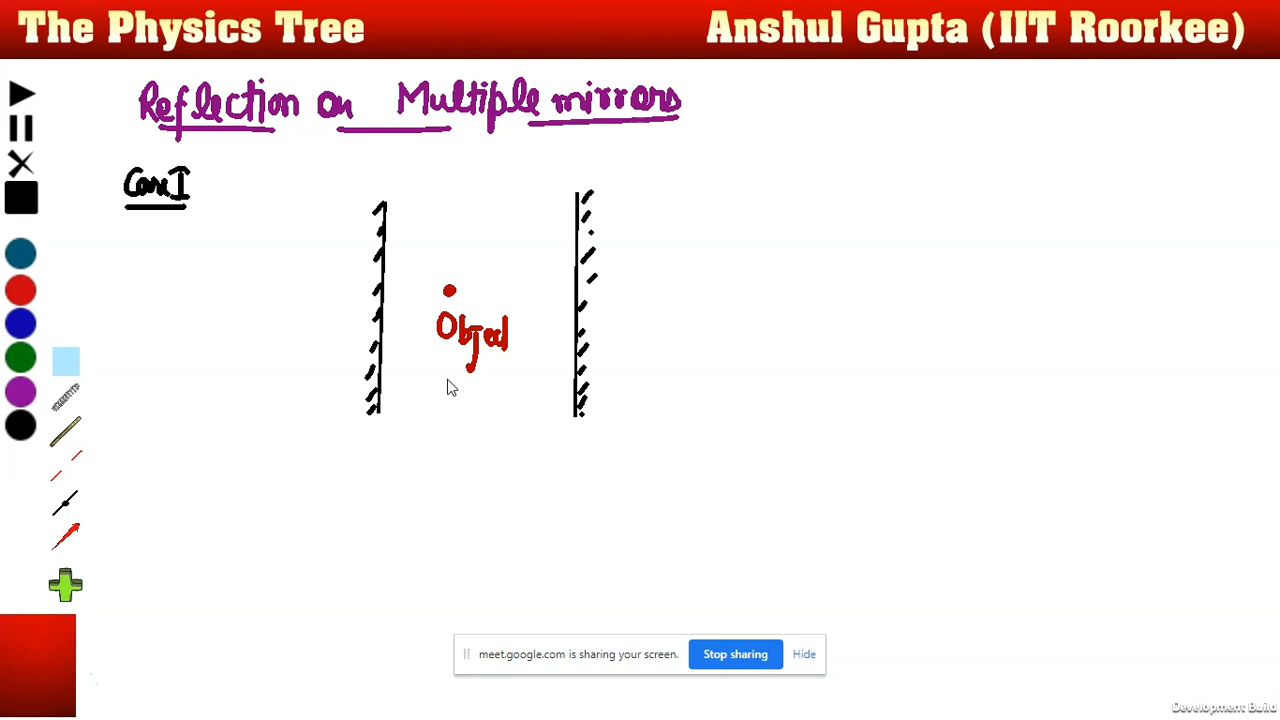 The Physics Tree
Anshul Gupta (IIT Roorkee)
Reflection on Multiple mirrors
Case I
Object
meet.google.com is sharing your screen.
Stop sharing
Hide
Development Build